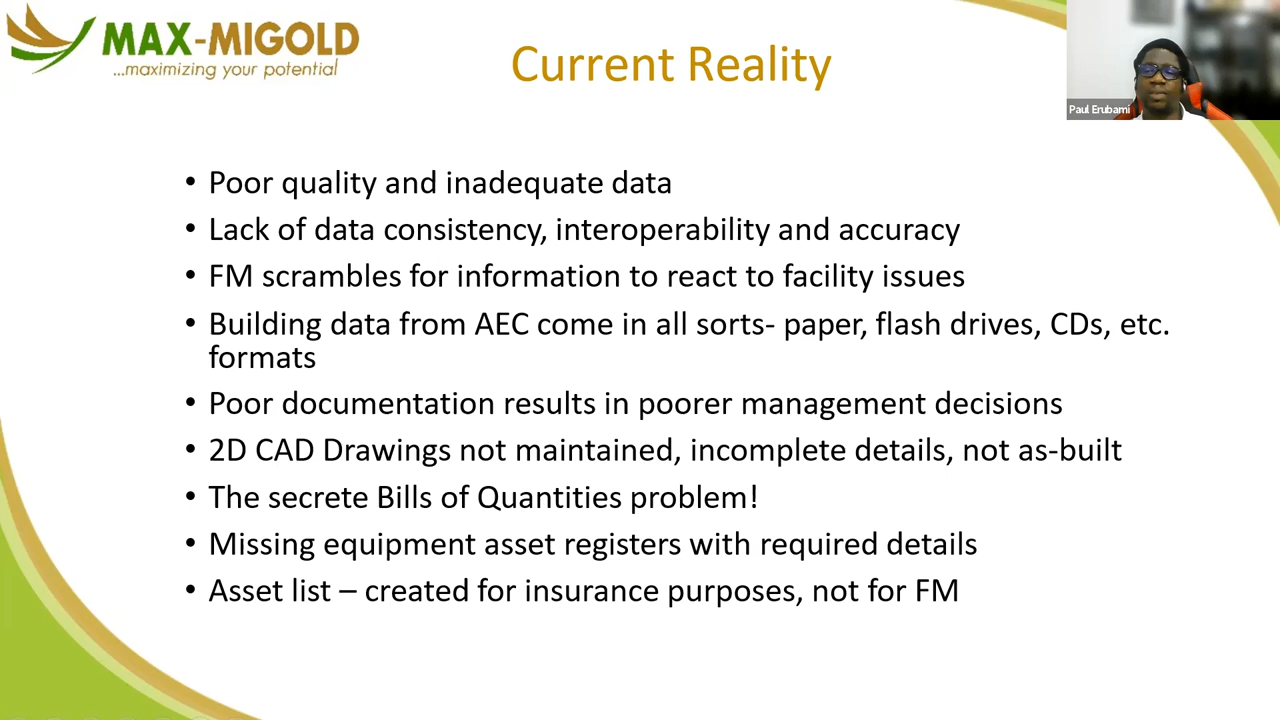 MAX-MIGOLD
...maximizing your potential
Current Reality
Paul Erubami
• Poor quality and inadequate data
• Lack of data consistency, interoperability and accuracy
• FM scrambles for information to react to facility issues
• Building data from AEC come in all sorts- paper, flash drives, CDs, etc.
formats
• Poor documentation results in poorer management decisions
• 2D CAD Drawings not maintained, incomplete details, not as-built
• The secrete Bills of Quantities problem!
• Missing equipment asset registers with required details
• Asset list – created for insurance purposes, not for FM